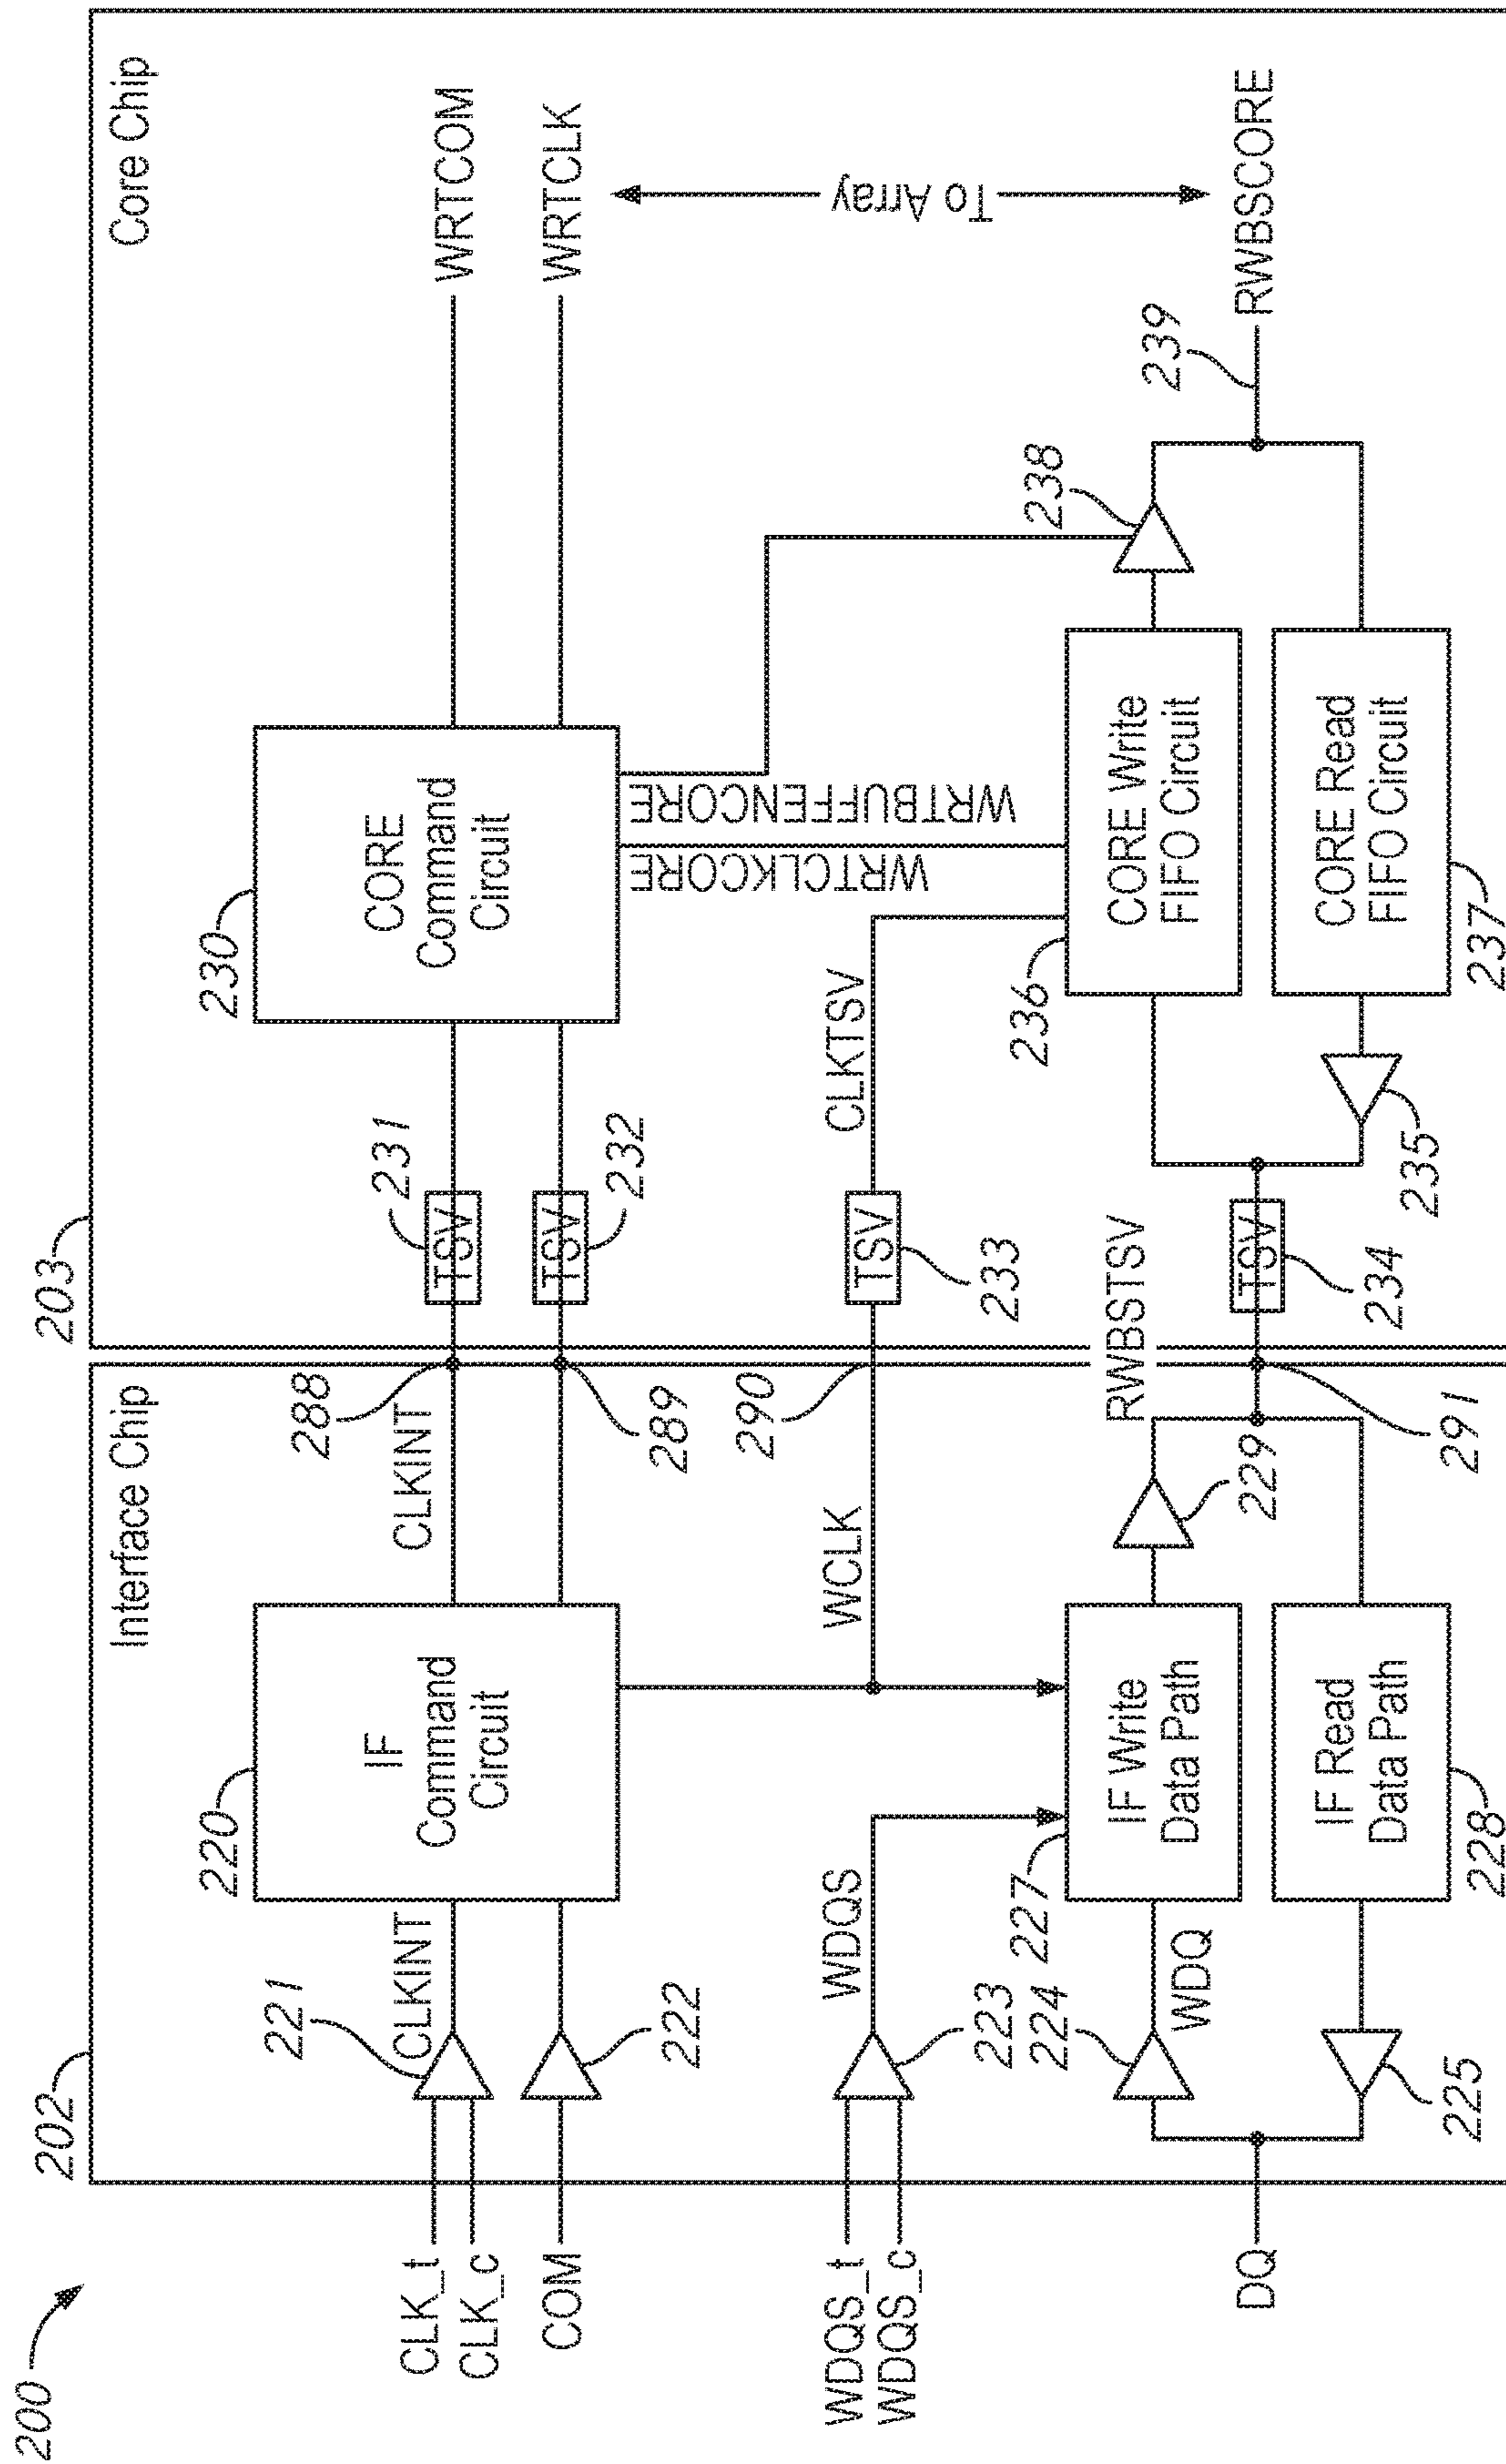 200
202
203
Interface Chip
Core Chip
CLK_t
CLK_c
COM
221
CLKINT
222
220
IF
Command
Circuit
CLKINT
288
289
231
TSV
TSV
232
230
CORE
Command
Circuit
WRTCOM
WRTCLK
WDQS_t
WDQS_c
WDQS
223
WCLK
290
TSV
233
CLKTSV
WRTCLKCORE
WRTBUFFENCORE
To Array
DQ
224
WDQ
225
227
IF Write
Data Path
IF Read
Data Path
228
229
RWBSTSV
291
TSV
234
235
236
CORE Write
FIFO Circuit
CORE Read
FIFO Circuit
237
238
239
RWBSCORE